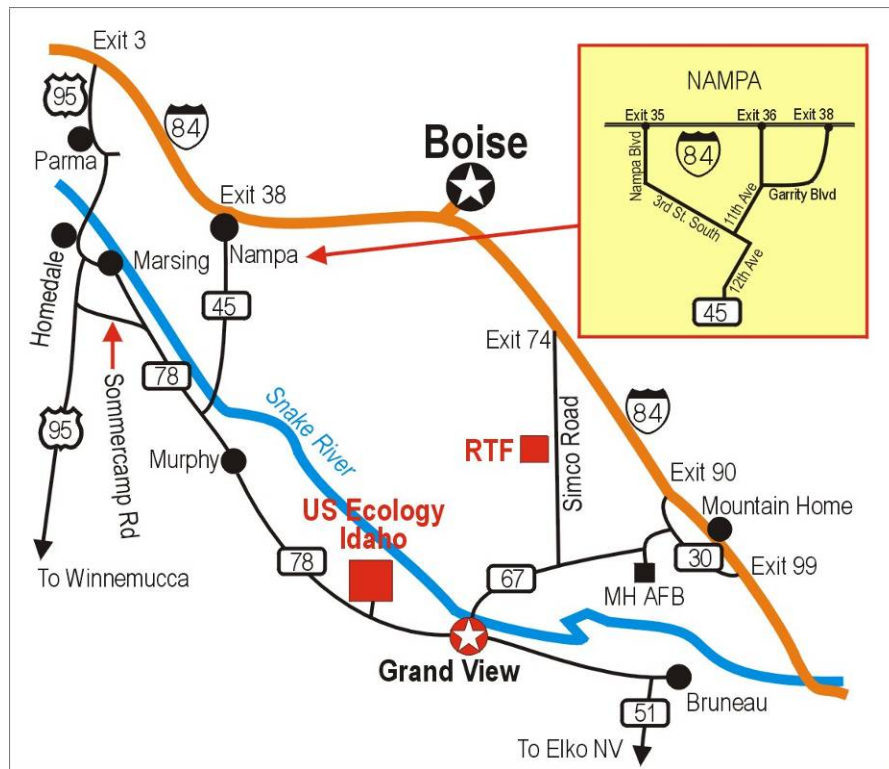 Exit 3
95
84
Parma
Boise
Exit 38
Nampa
Homedale
Marsing
45
Sommercamp Rd
78
95
Snake River
Murphy
To Winnemucca
US Ecology
Idaho
78
Exit 74
RTF
Simco Road
84
Exit 90
Mountain Home
30
Exit 99
67
MH AFB
Grand View
Bruneau
51
To Elko NV
NAMPA
Exit 35
Exit 36
Exit 38
84
Nampa Blvd
11th Ave
Garrity Blvd
3rd St. South
12th Ave
45